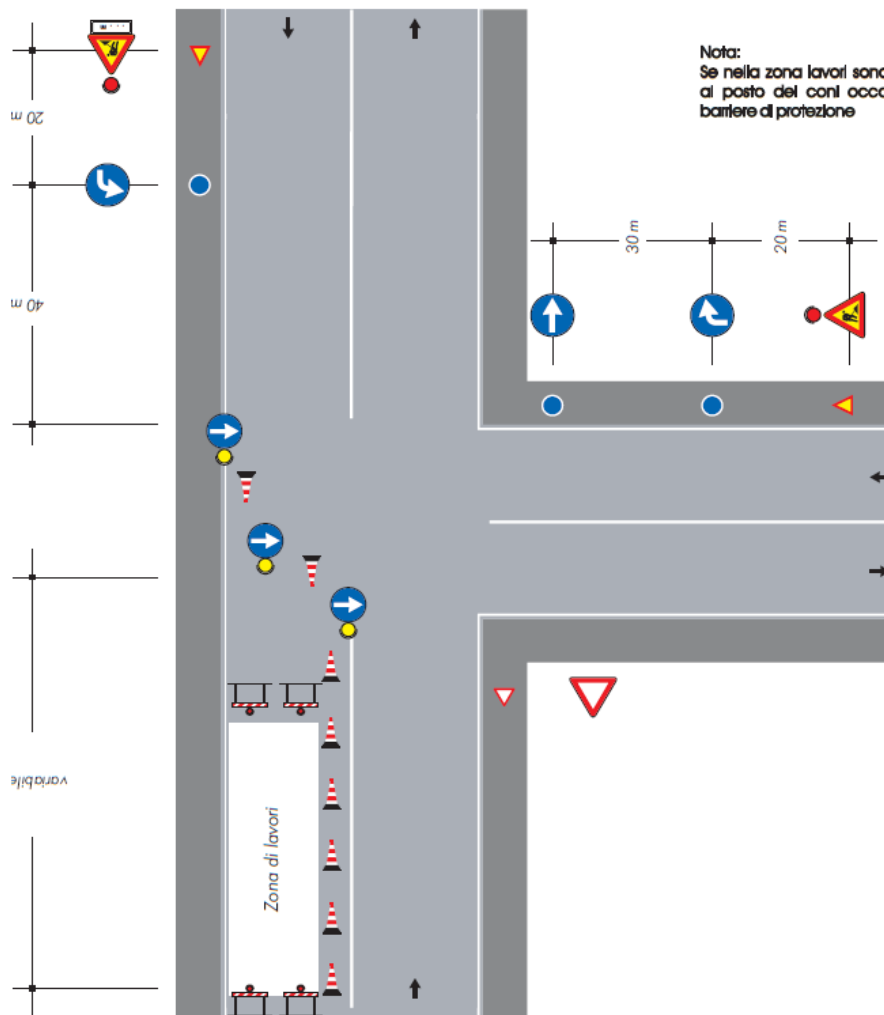 Nota:
Se nella zona lavori sono
al posto dei coni occo
barriere di protezione
20 m
40 m
30 m
20 m
variabile
Zona di lavori